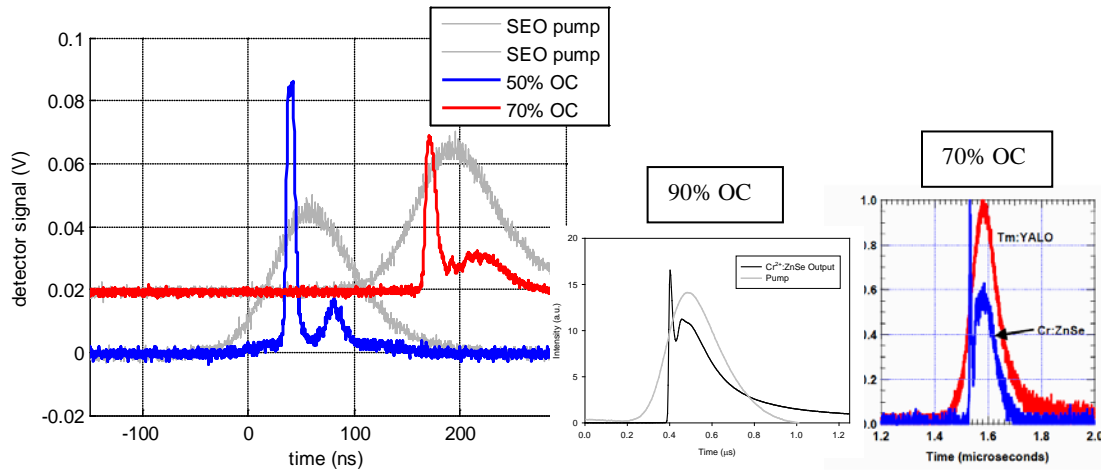 SEO pump
SEO pump
50% OC
70% OC
0.1
0.08
0.06
0.04
0.02
0
-0.02
detector signal (V)
-100 0 100 200
time (ns)
90% OC
20
15
10
5
0
Intensity (a.u.)
Cr2+:ZnSe Output
Pump
0.0 0.2 0.4 0.6 0.8 1.0 1.2
Time (μs)
70% OC
1.0
0.8
0.6
0.4
0.2
0.0
Tm:YALO
Cr:ZnSe
1.2 1.4 1.6 1.8 2.0
Time (microseconds)